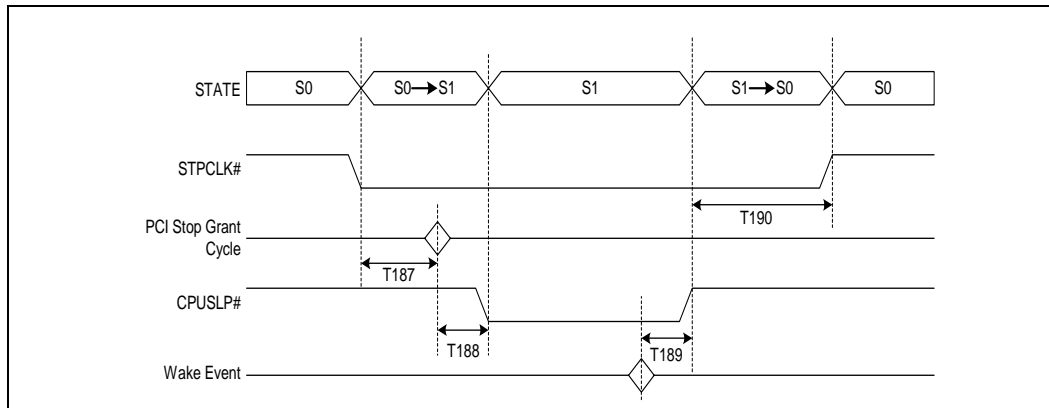 STATE S0 S0→S1 S1 S1→S0 S0
STPCLK#
T190
PCI Stop Grant
Cycle
T187
CPUSLP#
T188 T189
Wake Event